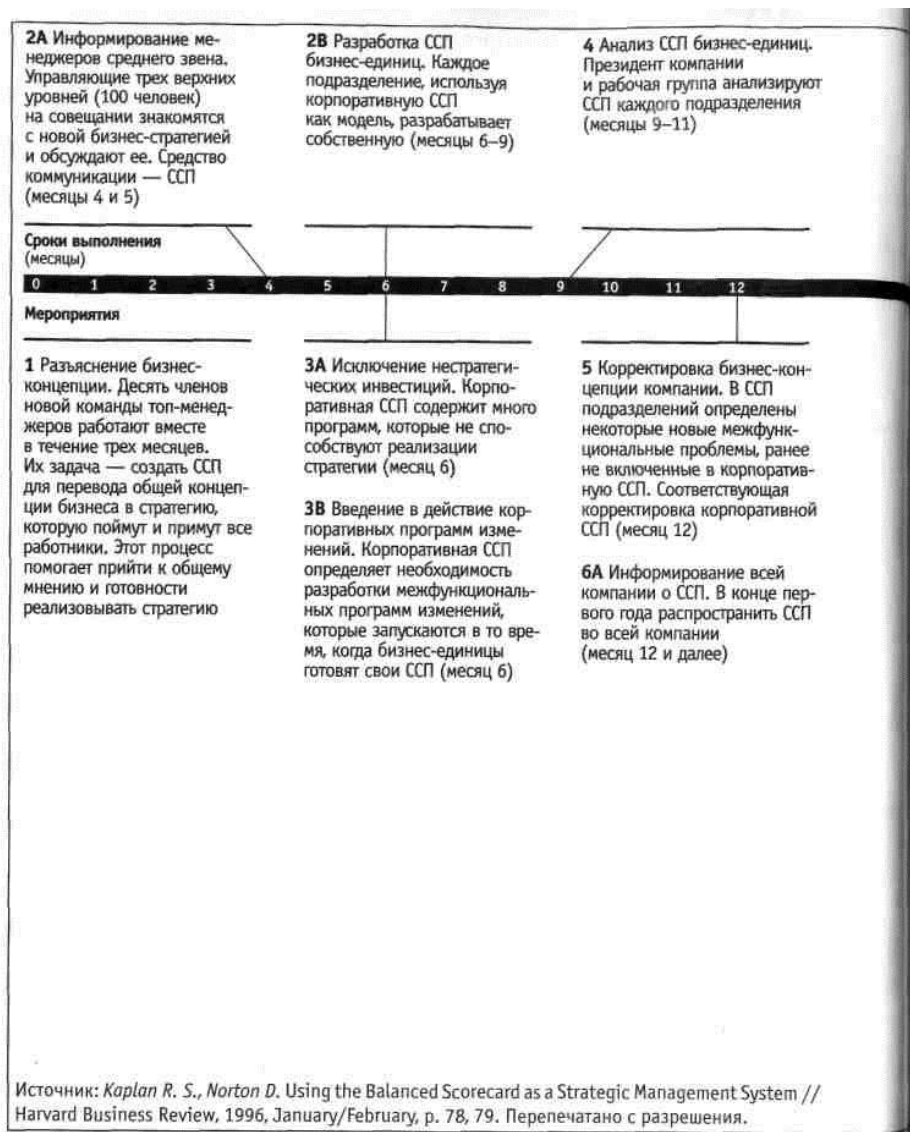 2А Информирование ме-
неджеров среднего звена.
Управляющие трех верхних
уровней (100 человек)
на совещании знакомятся
с новой бизнес-стратегией
и обсуждают ее. Средство
коммуникации — ССП
(месяцы 4 и 5)
2В Разработка ССП
бизнес-единиц. Каждое
подразделение, используя
корпоративную ССП
как модель, разрабатывает
собственную (месяцы 6–9)
4 Анализ ССП бизнес-единиц.
Президент компании
и рабочая группа анализируют
ССП каждого подразделения
(месяцы 9–11)
Сроки выполнения
(месяцы)
0 1 2 3 4 5 6 7 8 9 10 11 12
Мероприятия
1 Разъяснение бизнес-
концепции. Десять членов
новой команды топ-менед-
жеров работают вместе
в течение трех месяцев.
Их задача — создать ССП
для перевода общей концеп-
ции бизнеса в стратегию,
которую поймут и примут все
работники. Этот процесс
помогает прийти к общему
мнению и готовности
реализовывать стратегию
3А Исключение нестратеги-
ческих инвестиций. Корпо-
ративная ССП содержит много
программ, которые не спо-
собствуют реализации
стратегии (месяц 6)
3В Введение в действие кор-
поративных программ изме-
нений. Корпоративная ССП
определяет необходимость
разработки межфункциональ-
ных программ изменений,
которые запускаются в то вре-
мя, когда бизнес-единицы
готовят свои ССП (месяц 6)
5 Корректировка бизнес-кон-
цепции компании. В ССП
подразделений определены
некоторые новые межфунк-
циональные проблемы, ранее
не включенные в корпоратив-
ную ССП. Соответствующая
корректировка корпоративной
ССП (месяц 12)
6А Информирование всей
компании о ССП. В конце пер-
вого года распространить ССП
во всей компании
(месяц 12 и далее)
Источник: Kaplan R. S., Norton D. Using the Balanced Scorecard as a Strategic Management System //
Harvard Business Review, 1996, January/February, p. 78, 79. Перепечатано с разрешения.